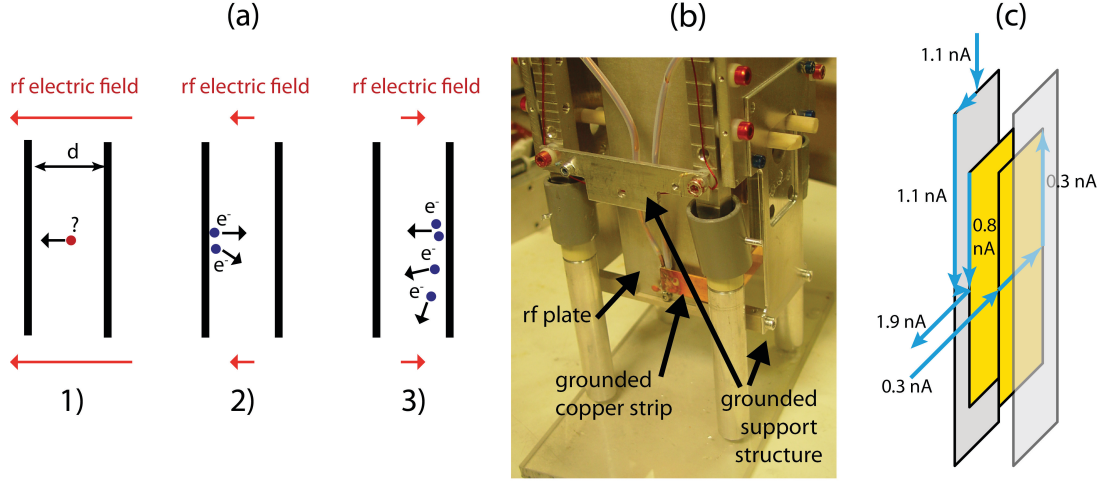 (a)
rf electric field
rf electric field
rf electric field
d
?
e-
e-
e-
e-
e-
1)
2)
3)
(b)
rf plate
grounded
copper strip
grounded
support
structure
(c)
1.1 nA
1.1 nA
0.3 nA
0.8
nA
1.9 nA
0.3 nA